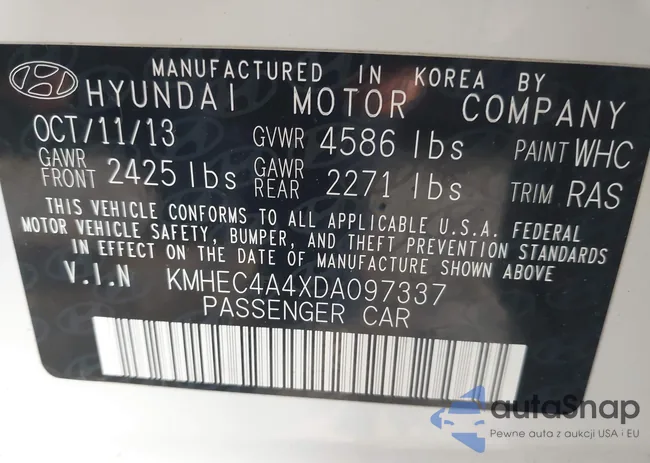 MANUFACTURED IN KOREA BY
HYUNDAI MOTOR COMPANY
OCT/11/13 GVWR 4586 lbs PAINT WHC
GAWR FRONT 2425 lbs GAWR REAR 2271 lbs TRIM RAS
THIS VEHICLE CONFORMS TO ALL APPLICABLE U.S.A. FEDERAL
MOTOR VEHICLE SAFETY, BUMPER, AND THEFT PREVENTION STANDARDS
IN EFFECT ON THE DATE OF MANUFACTURE SHOWN ABOVE
V.I.N KMHEC4A4XDA097337
PASSENGER CAR
autaSnap
Pewne auta z aukcji USA i EU